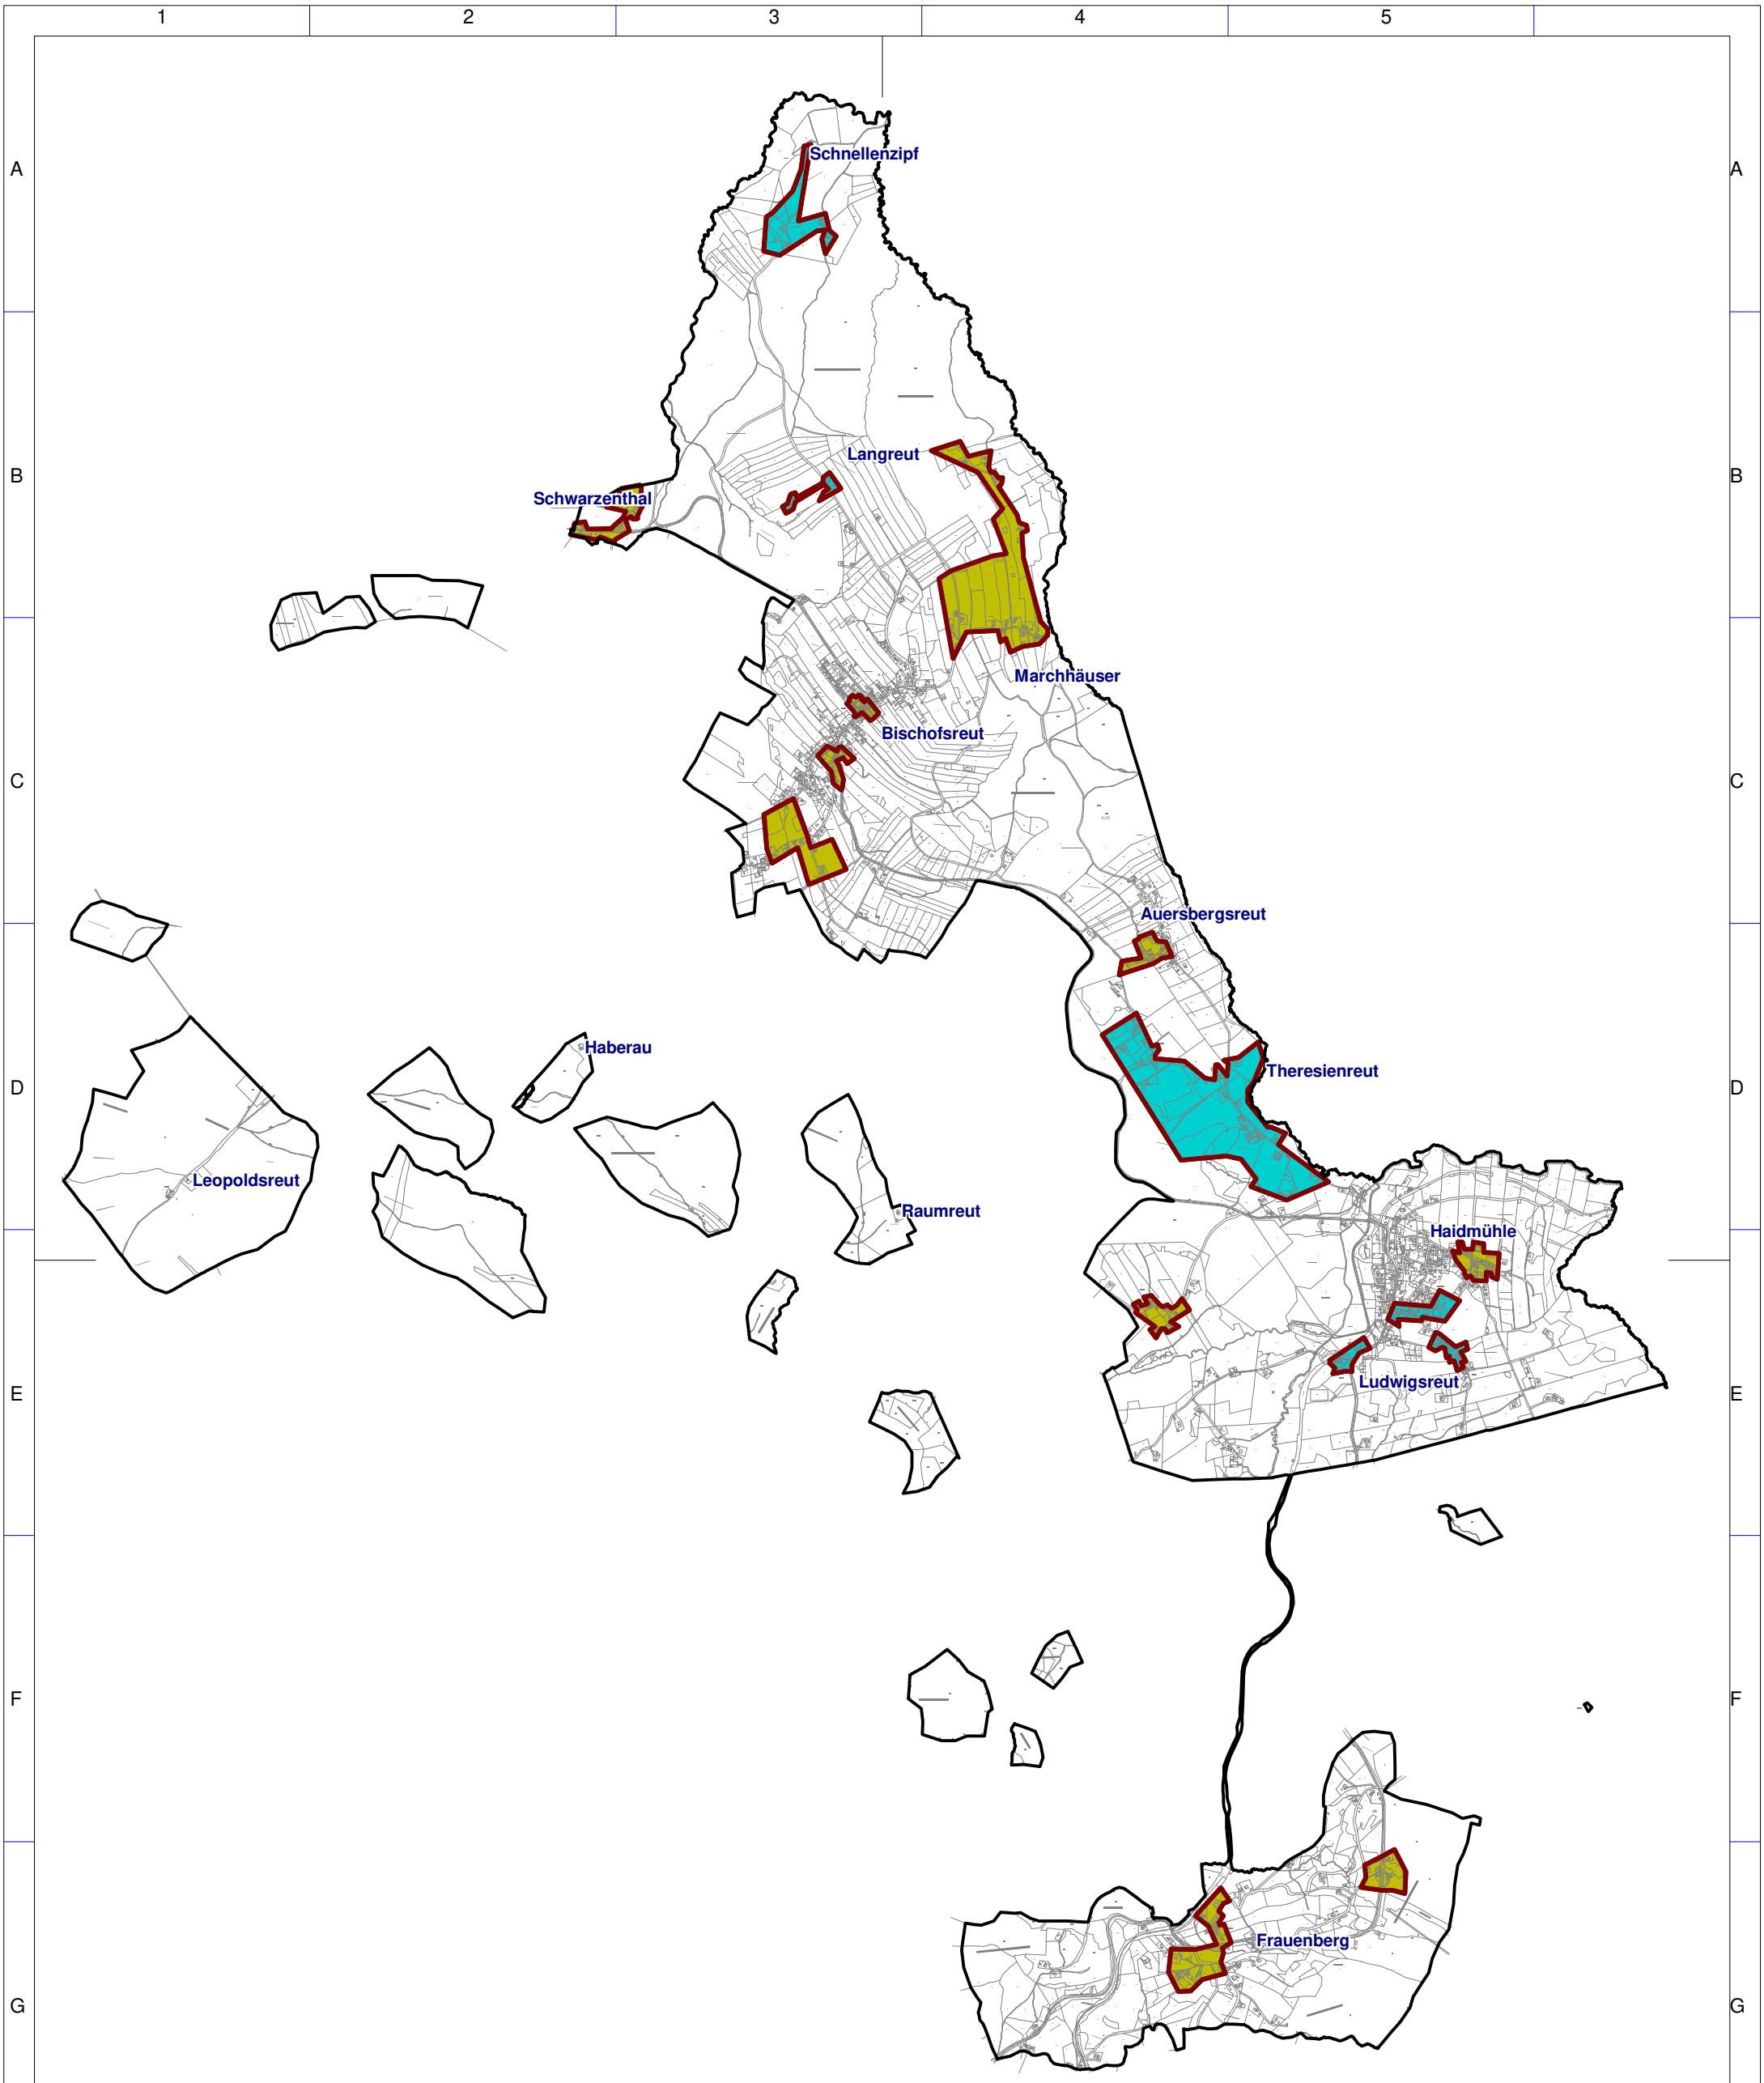 1 2 3 4 5
A Schnellenzipf A
Langreut
B Schwarzenthal B
Marchhäuser
Bischofsreut
C C
Auersbergsreut
Haberau
Theresienreut
D D
Leopoldsreut
Raumreut
Haidmühle
Ludwigsreut
E E
F F
Frauenberg
G G